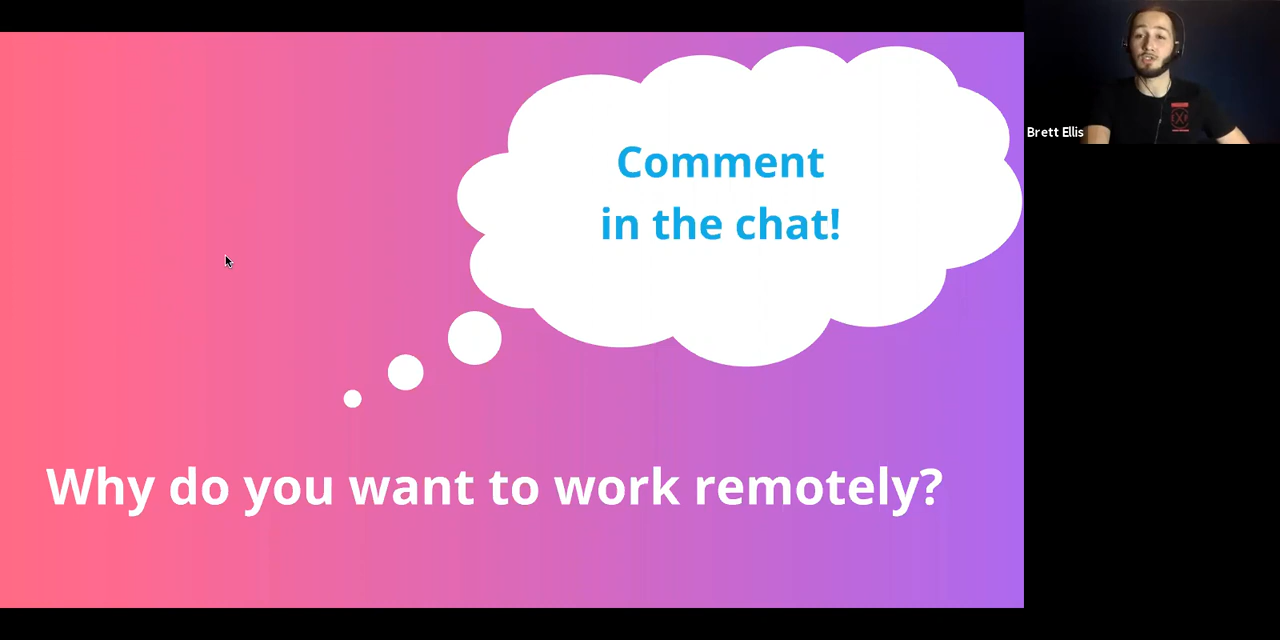 Comment
in the chat!
Why do you want to work remotely?
Brett Ellis